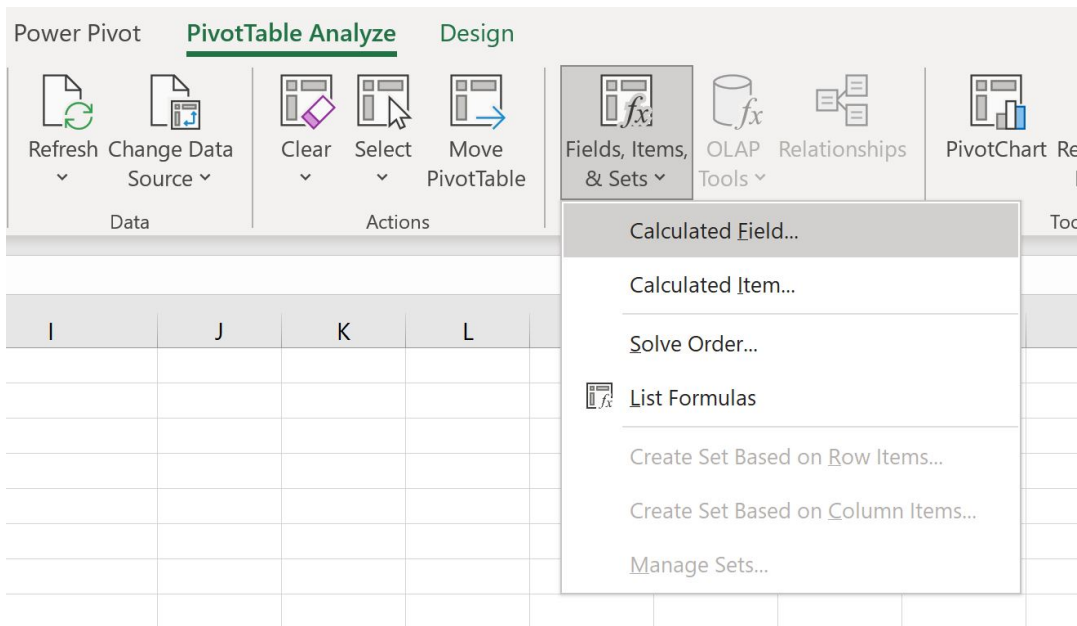 Power Pivot PivotTable Analyze Design
Refresh Change Data Source
Clear Select Move PivotTable
Fields, Items, & Sets OLAP Tools Relationships
PivotChart
Data Actions
Calculated Field...
Calculated Item...
Solve Order...
List Formulas
Create Set Based on Row Items...
Create Set Based on Column Items...
Manage Sets...
I J K L